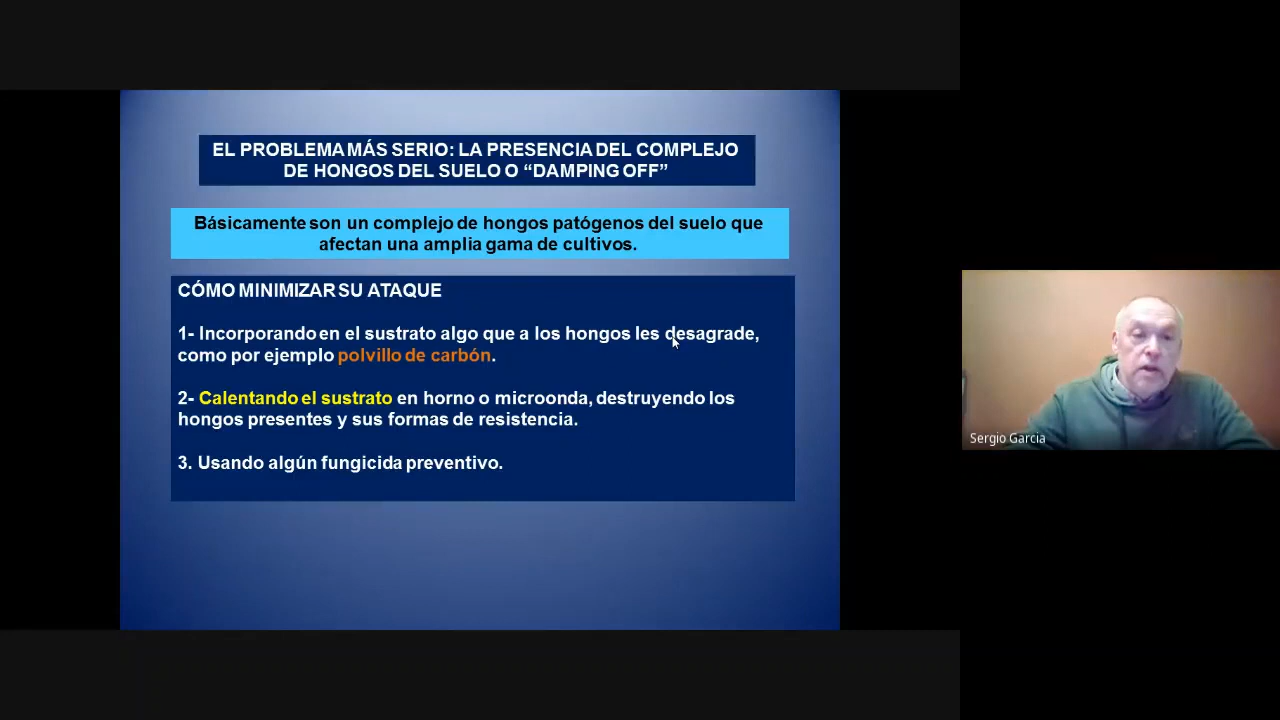 EL PROBLEMA MÁS SERIO: LA PRESENCIA DEL COMPLEJO
DE HONGOS DEL SUELO O “DAMPING OFF”
Básicamente son un complejo de hongos patógenos del suelo que
afectan una amplia gama de cultivos.
CÓMO MINIMIZAR SU ATAQUE
1- Incorporando en el sustrato algo que a los hongos les desagrade,
como por ejemplo polvillo de carbón.
2- Calentando el sustrato en horno o microonda, destruyendo los
hongos presentes y sus formas de resistencia.
3. Usando algún fungicida preventivo.
Sergio Garcia